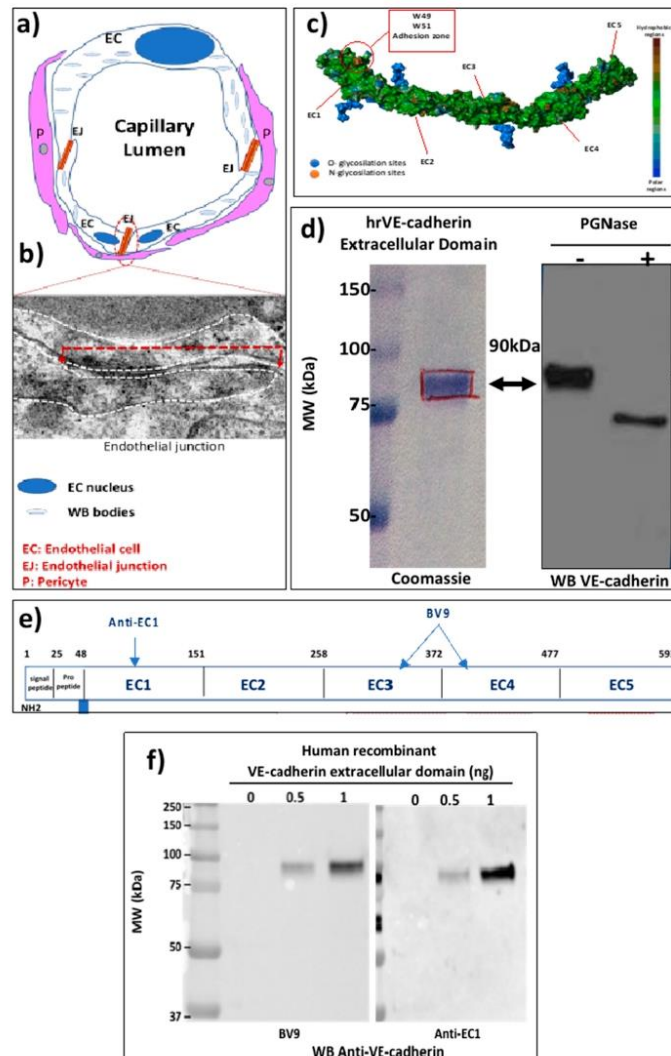 a)
EC
P
EJ
Capillary
Lumen
P
EJ
EC
EJ
EC
b)
Endothelial junction
EC nucleus
WB bodies
EC: Endothelial cell
EJ: Endothelial junction
P: Pericyte
c)
W49
W51
Adhesion zone
EC1
EC2
EC3
EC4
EC5
O- glycosilation sites
N-glycosilation sites
Hydrophobic
regions
Polar
regions
d)
hrVE-cadherin
Extracellular Domain
PGNase
- +
150-
100-
75-
50-
MW (kDa)
90kDa
Coomassie
WB VE-cadherin
e)
Anti-EC1
BV9
1 25 48 151 258 372 477 593
signal
peptide
Pro
peptide
EC1 EC2 EC3 EC4 EC5
NH2
f)
Human recombinant
VE-cadherin extracellular domain (ng)
0 0.5 1 0 0.5 1
250-
150-
100-
75-
50-
37-
MW (kDa)
BV9
Anti-EC1
WB Anti-VE-cadherin